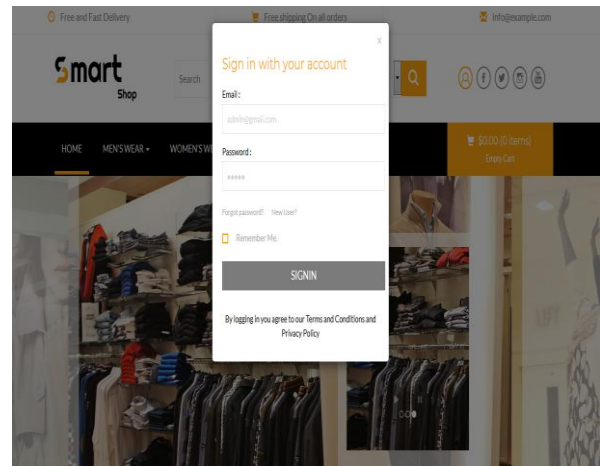 Free and Fast Delivery
Free shipping On all orders
info@example.com
Smart
Shop
Search
x
Sign in with your account
Email :
admin@gmail.com
Password :
*****
Forgot password? New User?
Remember Me.
SIGNIN
By logging in you agree to our Terms and Conditions and
Privacy Policy
HOME MEN'S WEAR WOMEN'S WE
$0.00 (0 items)
Empty Cart